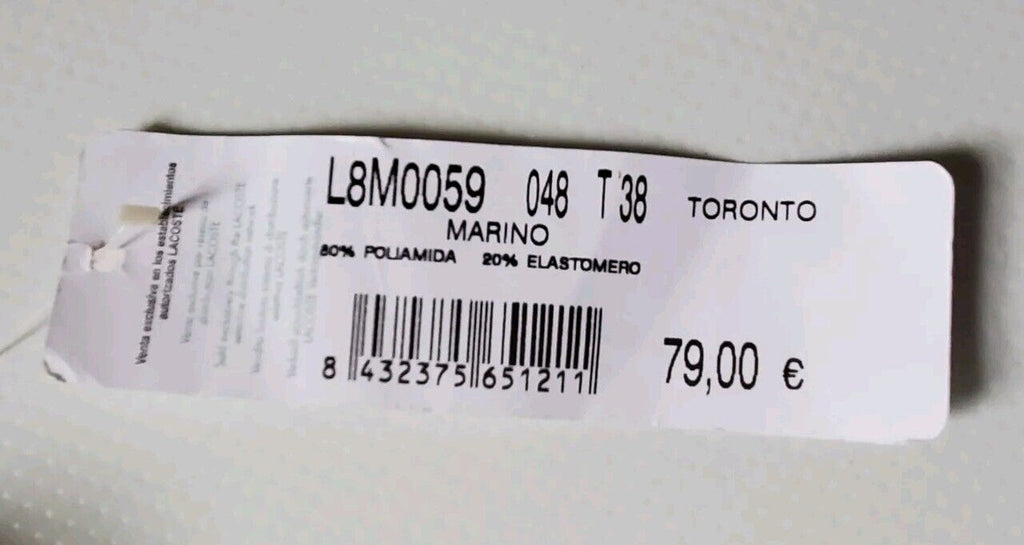 L8M0059 048 T 38 TORONTO
MARINO
80% POLIAMIDA 20% ELASTOMERO
8 432375 651211
79,00 €
Venta exclusiva en los establecimientos
autorizados LACOSTE